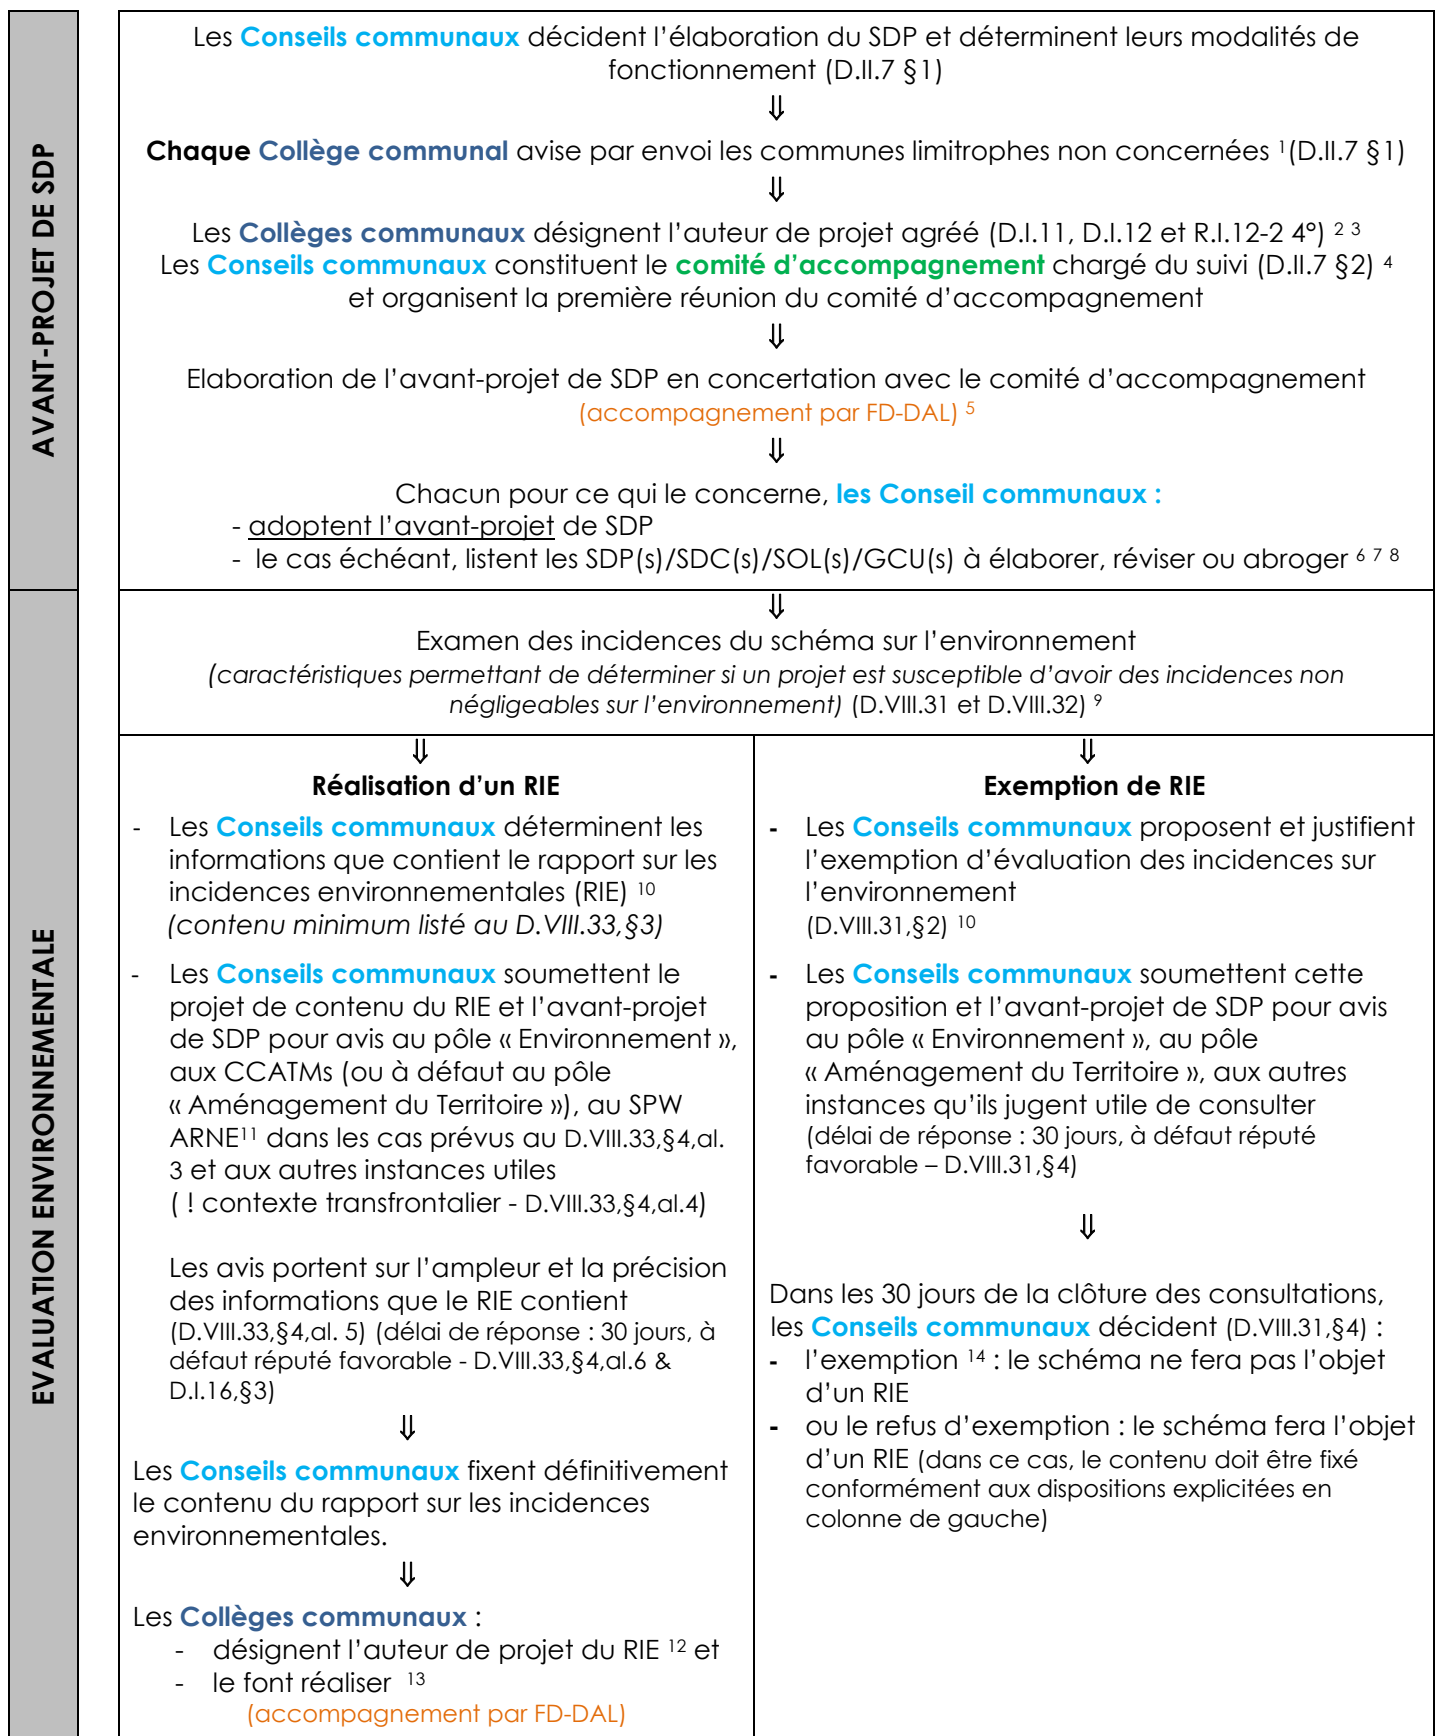 AVANT-PROJET DE SDP
Les Conseils communaux décident l’élaboration du SDP et déterminent leurs modalités de
fonctionnement (D.II.7 §1)
⇓
Chaque Collège communal avise par envoi les communes limitrophes non concernées 1(D.II.7 §1)
⇓
Les Collèges communaux désignent l’auteur de projet agréé (D.I.11, D.I.12 et R.I.12-2 4°) 2 3
Les Conseils communaux constituent le comité d’accompagnement chargé du suivi (D.II.7 §2) 4
et organisent la première réunion du comité d’accompagnement
⇓
Elaboration de l’avant-projet de SDP en concertation avec le comité d’accompagnement
(accompagnement par FD-DAL) 5
⇓
Chacun pour ce qui le concerne, les Conseil communaux :
- adoptent l’avant-projet de SDP
- le cas échéant, listent les SDP(s)/SDC(s)/SOL(s)/GCU(s) à élaborer, réviser ou abroger 6 7 8
EVALUATION ENVIRONNEMENTALE
⇓
Examen des incidences du schéma sur l’environnement
(caractéristiques permettant de déterminer si un projet est susceptible d’avoir des incidences non
négligeables sur l’environnement) (D.VIII.31 et D.VIII.32) 9
⇓
Réalisation d’un RIE
- Les Conseils communaux déterminent les
informations que contient le rapport sur les
incidences environnementales (RIE) 10
(contenu minimum listé au D.VIII.33,§3)
- Les Conseils communaux soumettent le
projet de contenu du RIE et l’avant-projet
de SDP pour avis au pôle « Environnement »,
aux CCATMs (ou à défaut au pôle
« Aménagement du Territoire »), au SPW
ARNE11 dans les cas prévus au D.VIII.33,§4,al.
3 et aux autres instances utiles
( ! contexte transfrontalier - D.VIII.33,§4,al.4)
Les avis portent sur l’ampleur et la précision
des informations que le RIE contient
(D.VIII.33,§4,al. 5) (délai de réponse : 30 jours, à
défaut réputé favorable - D.VIII.33,§4,al.6 &
D.I.16,§3)
⇓
Les Conseils communaux fixent définitivement
le contenu du rapport sur les incidences
environnementales.
⇓
Les Collèges communaux :
- désignent l’auteur de projet du RIE 12 et
- le font réaliser 13
(accompagnement par FD-DAL)
⇓
Exemption de RIE
- Les Conseils communaux proposent et justifient
l’exemption d’évaluation des incidences sur
l’environnement
(D.VIII.31,§2) 10
- Les Conseils communaux soumettent cette
proposition et l’avant-projet de SDP pour avis
au pôle « Environnement », au pôle
« Aménagement du Territoire », aux autres
instances qu’ils jugent utile de consulter
(délai de réponse : 30 jours, à défaut réputé
favorable – D.VIII.31,§4)
⇓
Dans les 30 jours de la clôture des consultations,
les Conseils communaux décident (D.VIII.31,§4) :
- l’exemption 14 : le schéma ne fera pas l’objet
d’un RIE
- ou le refus d’exemption : le schéma fera l’objet
d’un RIE (dans ce cas, le contenu doit être fixé
conformément aux dispositions explicitées en
colonne de gauche)